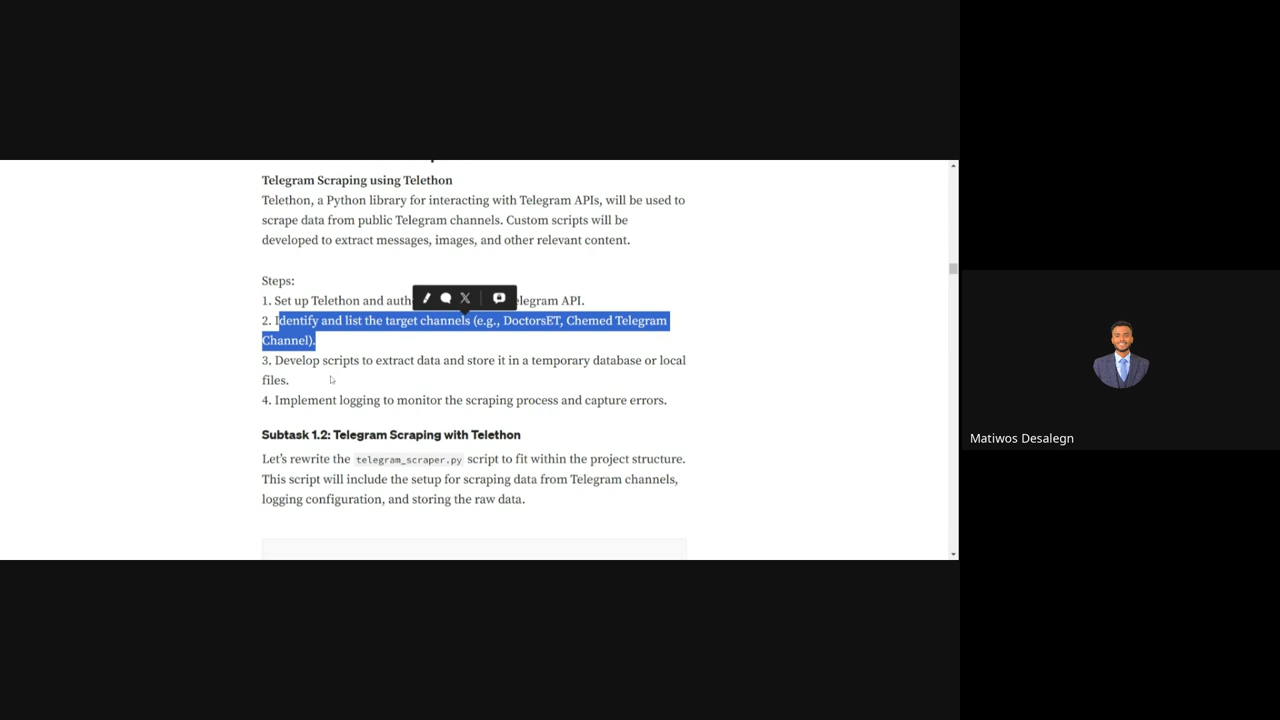 Telegram Scraping using Telethon
Telethon, a Python library for interacting with Telegram APIs, will be used to
scrape data from public Telegram channels. Custom scripts will be
developed to extract messages, images, and other relevant content.
Steps:
1. Set up Telethon and auth elegram API.
2. Identify and list the target channels (e.g., DoctorsET, Chemed Telegram
Channel).
3. Develop scripts to extract data and store it in a temporary database or local
files.
4. Implement logging to monitor the scraping process and capture errors.
Subtask 1.2: Telegram Scraping with Telethon
Let’s rewrite the telegram_scraper.py script to fit within the project structure.
This script will include the setup for scraping data from Telegram channels,
logging configuration, and storing the raw data.
Matiwos Desalegn